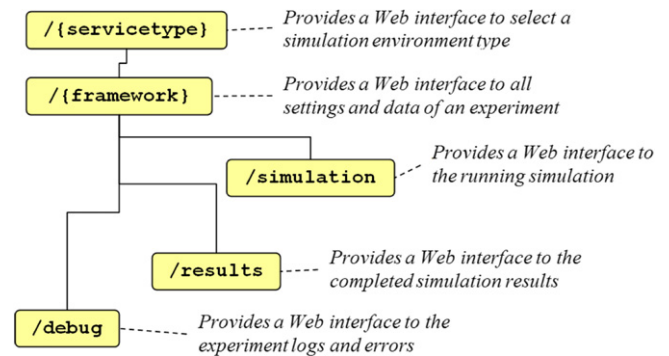 /{servicetype}
Provides a Web interface to select a
simulation environment type
/{framework}
Provides a Web interface to all
settings and data of an experiment
/simulation
Provides a Web interface to
the running simulation
/results
Provides a Web interface to the
completed simulation results
/debug
Provides a Web interface to the
experiment logs and errors